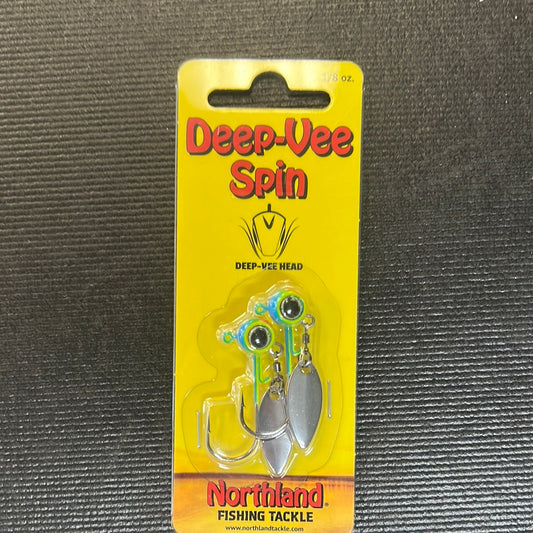 1/8 oz.
Deep-Vee
Spin
DEEP-VEE HEAD
Northland®
FISHING TACKLE
www.northlandtackle.com